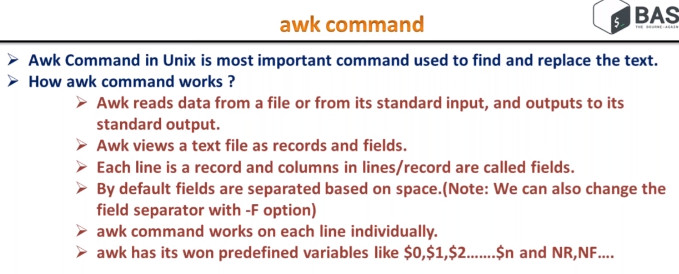 awk command
BAS
THE BOURNE-AGAIN
$_
➢ Awk Command in Unix is most important command used to find and replace the text.
➢ How awk command works ?
➢ Awk reads data from a file or from its standard input, and outputs to its
standard output.
➢ Awk views a text file as records and fields.
➢ Each line is a record and columns in lines/record are called fields.
➢ By default fields are separated based on space.(Note: We can also change the
field separator with -F option)
➢ awk command works on each line individually.
➢ awk has its won predefined variables like $0,$1,$2.......$n and NR,NF....